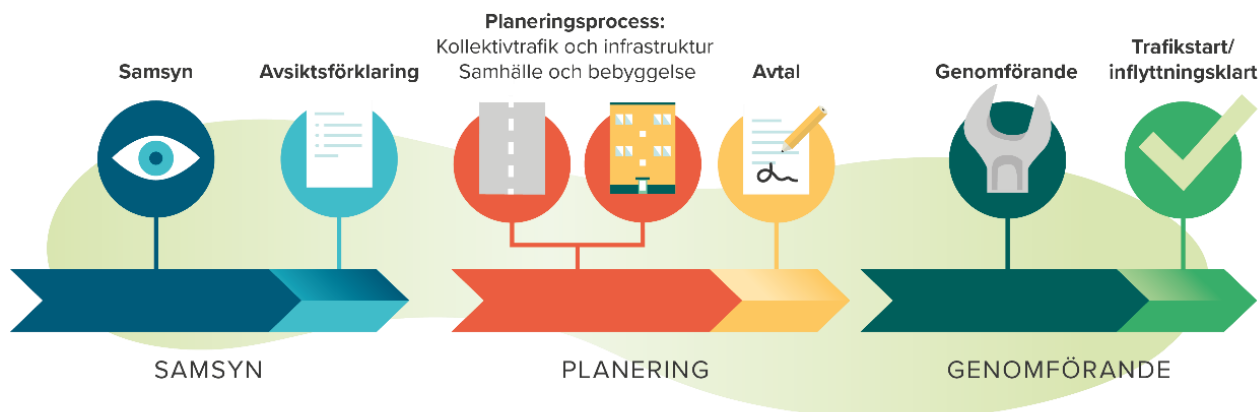 Samsyn
Avsiktsförklaring
Planeringsprocess:
Kollektivtrafik och infrastruktur
Samhälle och bebyggelse
Avtal
Genomförande
Trafikstart/
inflyttningsklart
SAMSYN
PLANERING
GENOMFÖRANDE